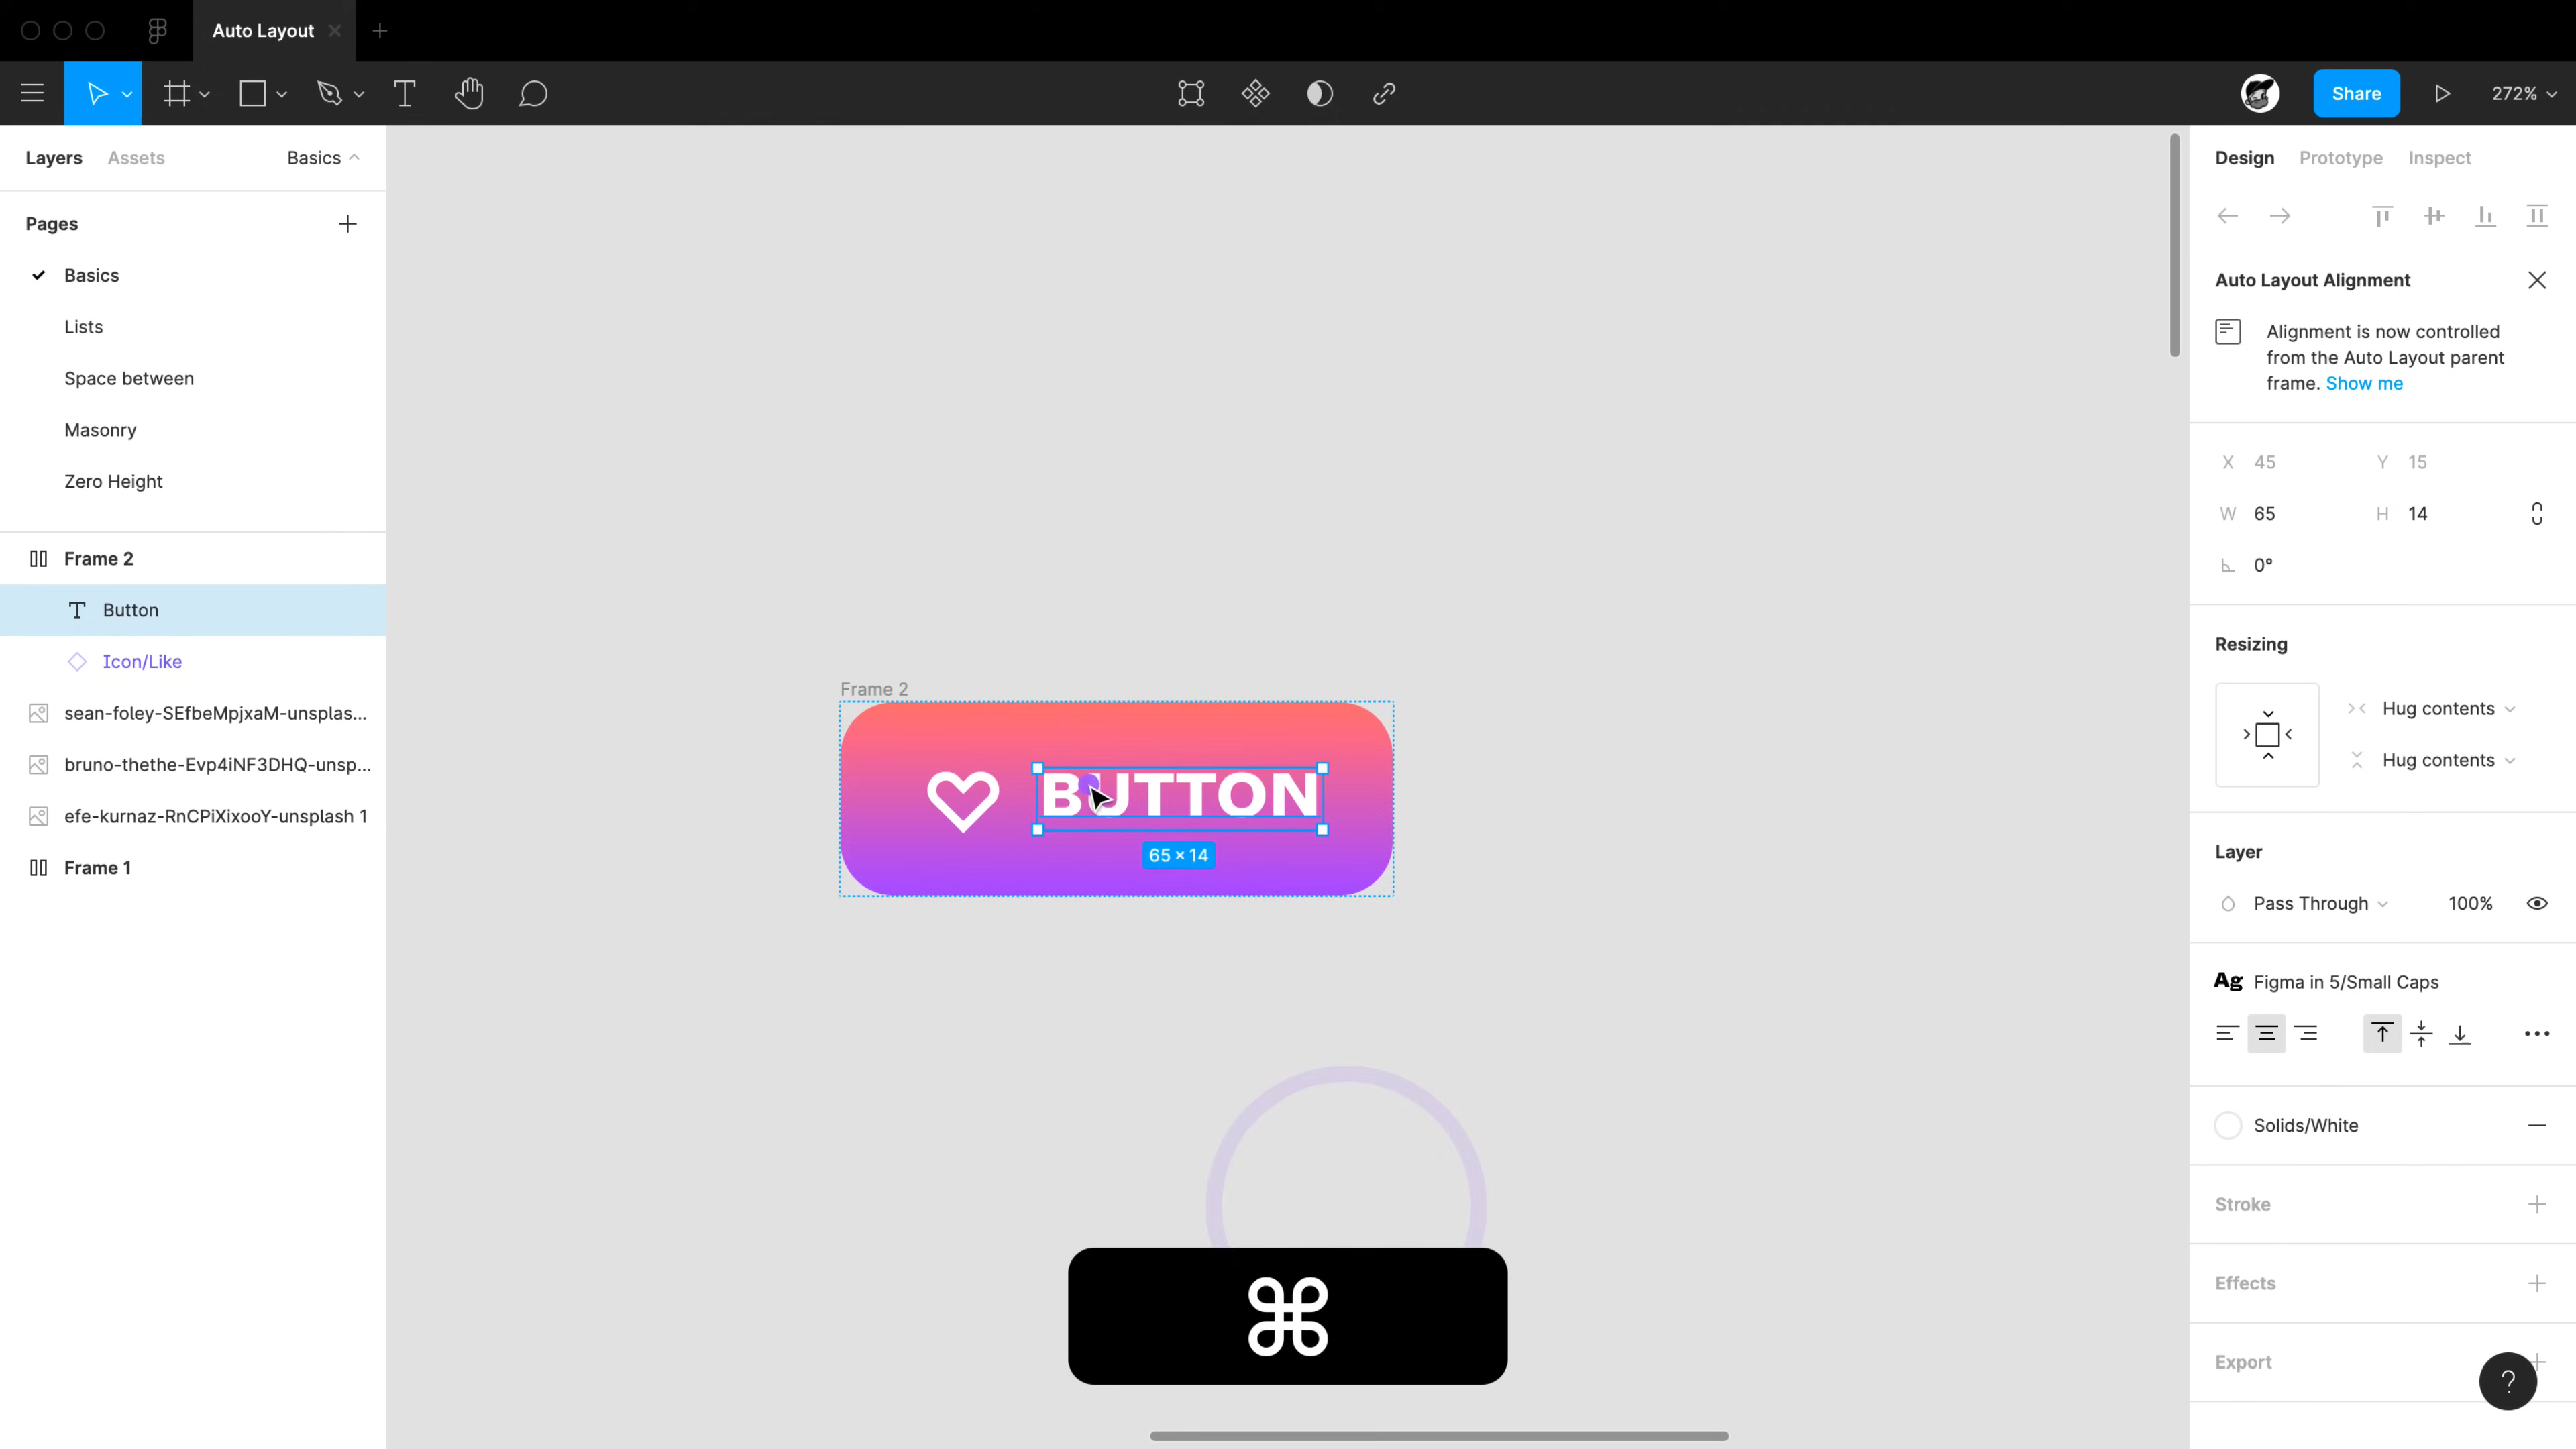 Auto Layout
Share
272%
Layers
Assets
Basics
Pages
Basics
Lists
Space between
Masonry
Zero Height
Frame 2
Button
Icon/Like
sean-foley-SEfbeMpjxaM-unsplas...
bruno-thethe-Evp4iNF3DHQ-unsp...
efe-kurnaz-RnCPiXixooY-unsplash 1
Frame 1
Frame 2
BUTTON
65 × 14
⌘
Design
Prototype
Inspect
Auto Layout Alignment
Alignment is now controlled
from the Auto Layout parent
frame. Show me
X 45
Y 15
W 65
H 14
0°
Resizing
Hug contents
Hug contents
Layer
Pass Through
100%
Ag Figma in 5/Small Caps
Solids/White
Stroke
Effects
Export
?